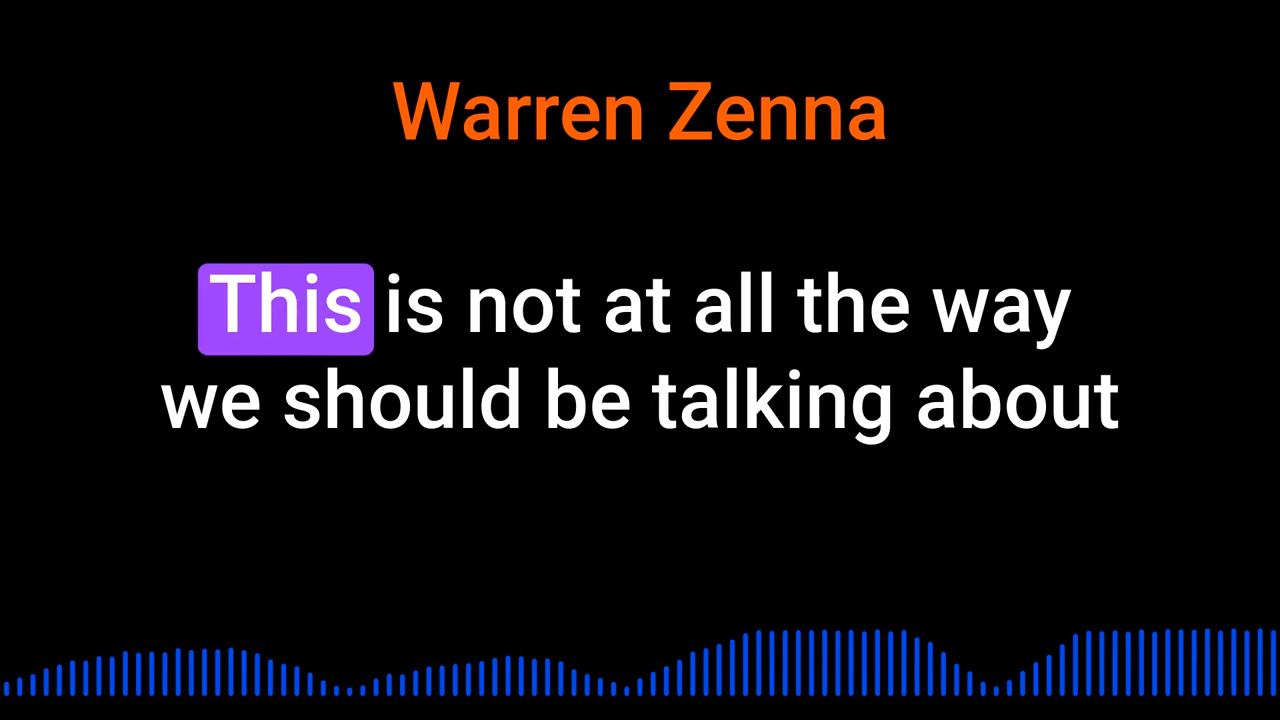 Warren Zenna
This is not at all the way
we should be talking about